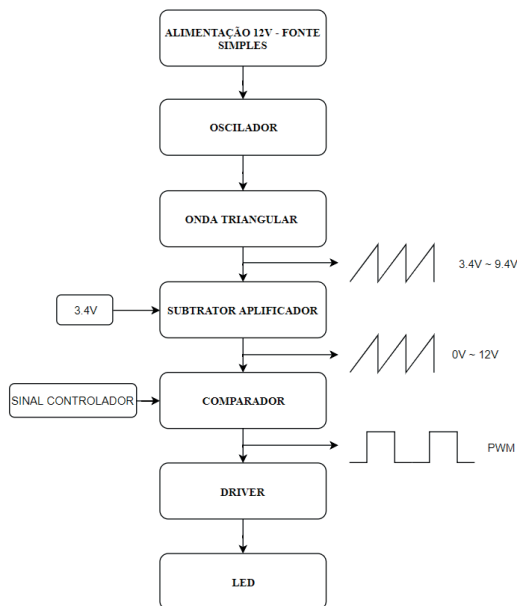 ALIMENTAÇÃO 12V - FONTE
SIMPLES
OSCILADOR
ONDA TRIANGULAR
3.4V ~ 9.4V
3.4V
SUBTRATOR APLIFICADOR
0V ~ 12V
SINAL CONTROLADOR
COMPARADOR
PWM
DRIVER
LED